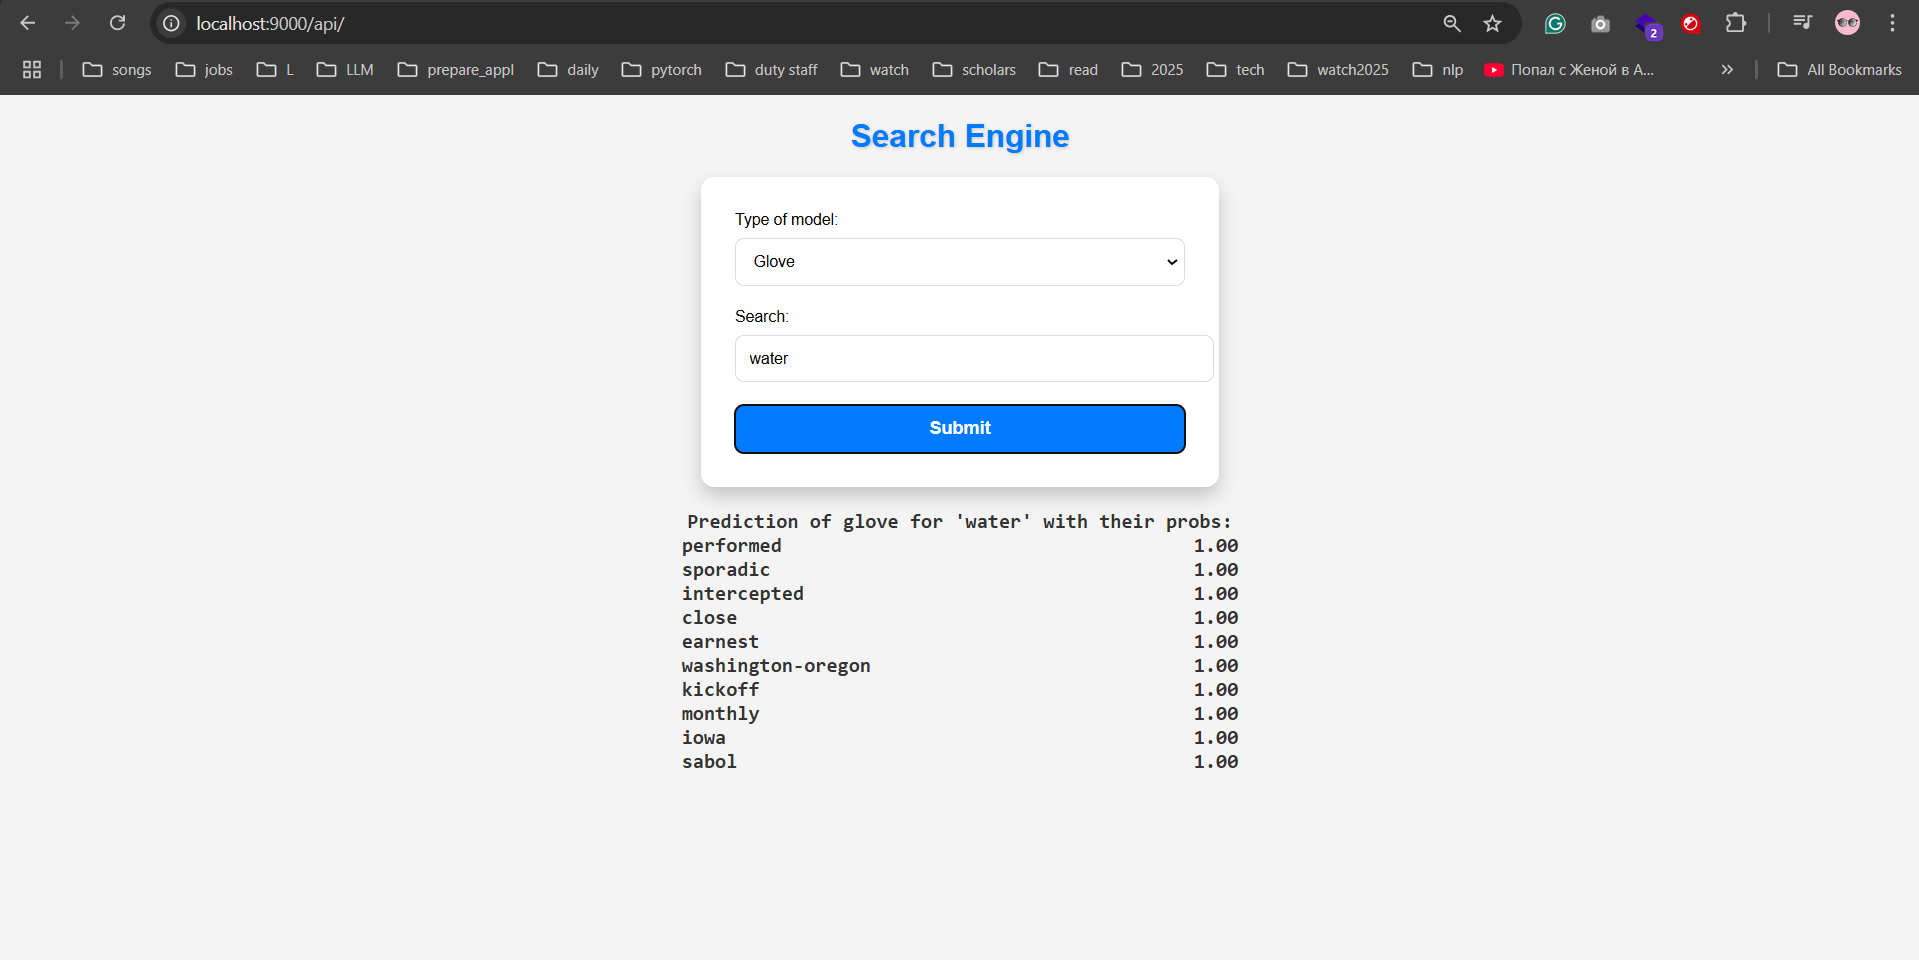 localhost:9000/api/
2
songs jobs L LLM prepare_appl daily pytorch duty staff watch scholars read 2025 tech watch2025 nlp Попал с Женой в А... All Bookmarks
Search Engine
Type of model:
Glove
Search:
water
Submit
Prediction of glove for 'water' with their probs:
performed 1.00
sporadic 1.00
intercepted 1.00
close 1.00
earnest 1.00
washington-oregon 1.00
kickoff 1.00
monthly 1.00
iowa 1.00
sabol 1.00